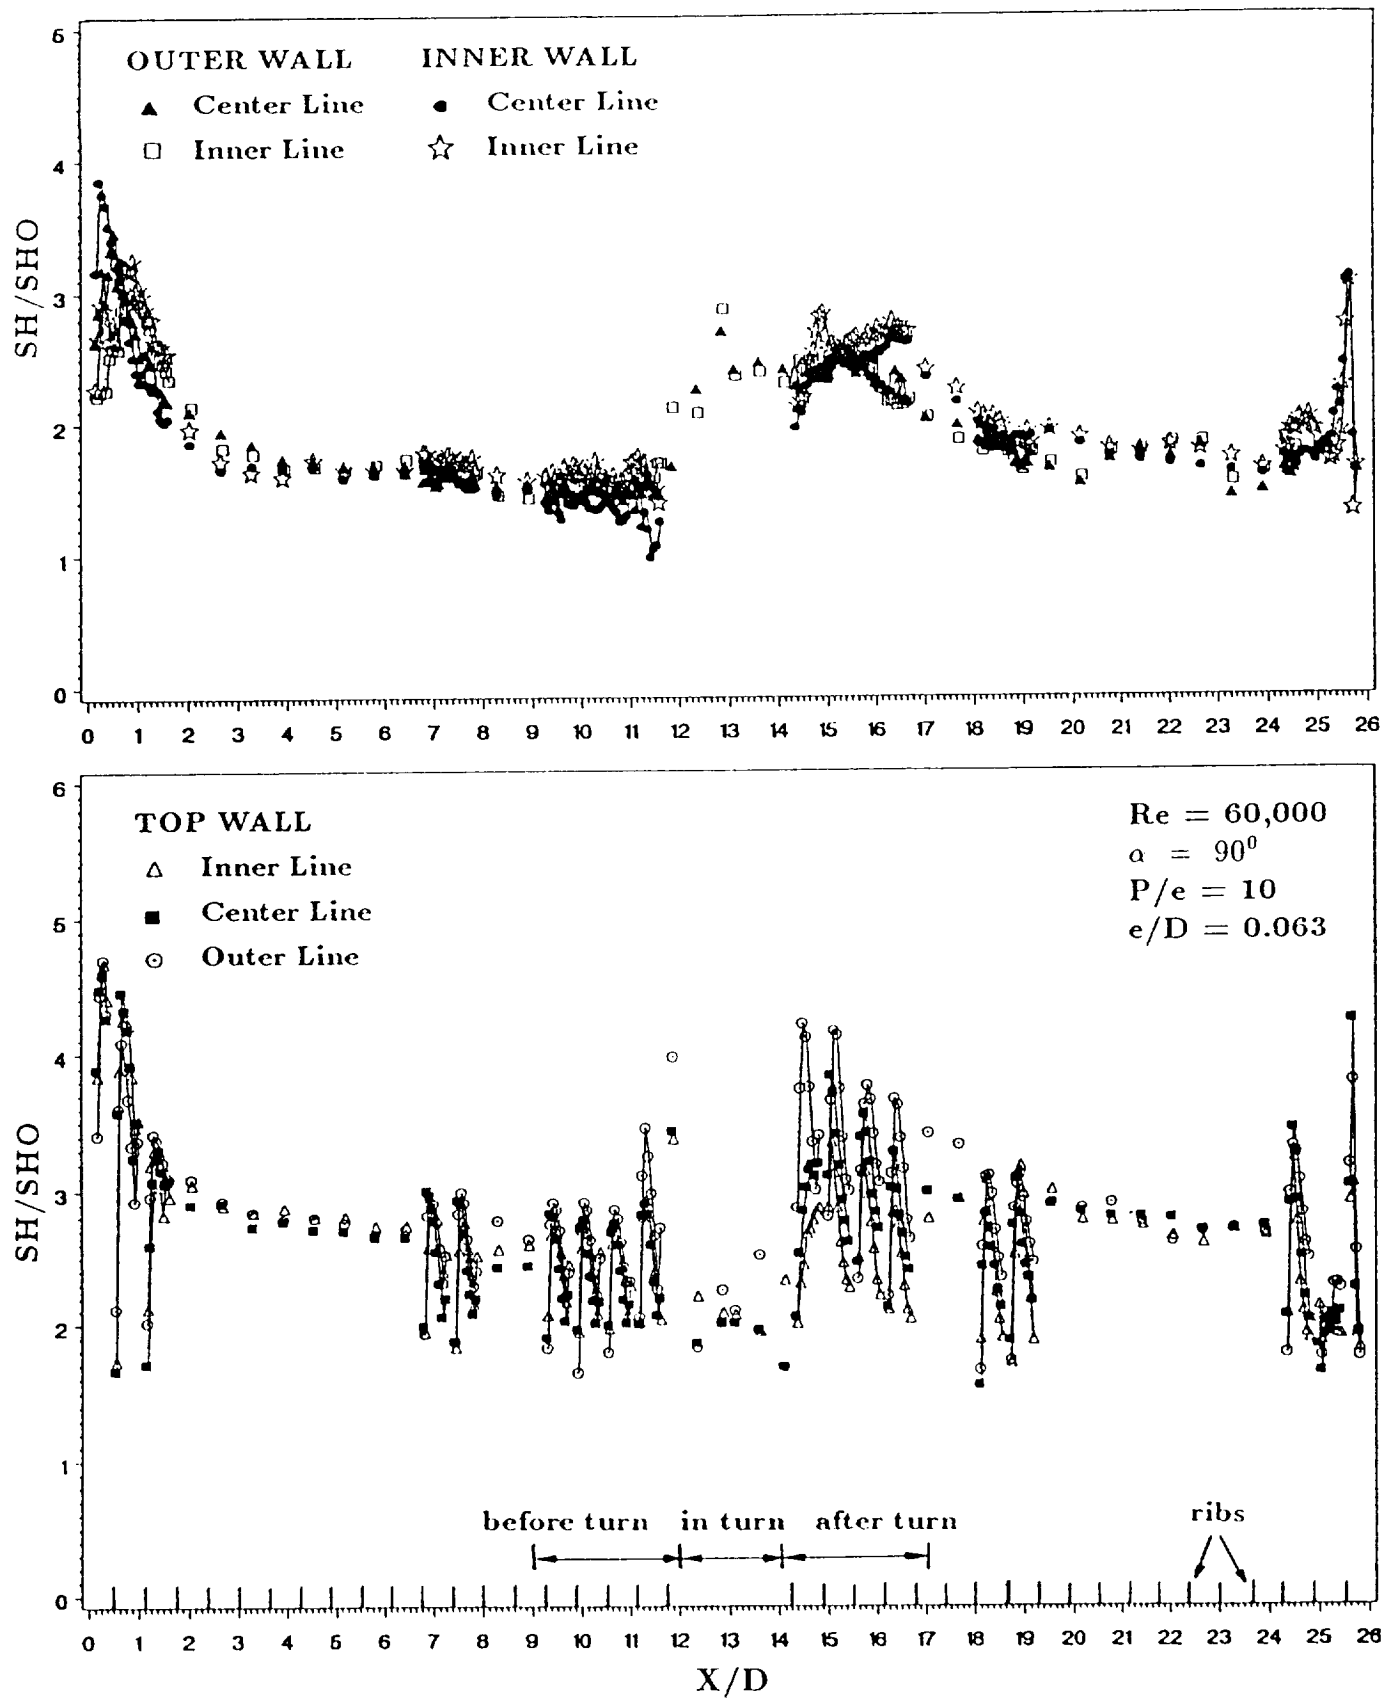 OUTER WALL INNER WALL
▲ Center Line ● Center Line
□ Inner Line ☆ Inner Line
SH/SHO
6
4
3
2
1
0
0 1 3 4 5 6 7 8 9 10 11 12 13 14 15 16 17 18 19 20 21 22 23 24 25 26
TOP WALL
△ Inner Line
■ Center Line
⊙ Outer Line
Re = 60,000
α = 90⁰
P/e = 10
e/D = 0.063
SH/SHO
6
5
4
3
2
1
0
before turn in turn after turn
ribs
0 1 3 4 5 6 7 8 9 10 11 12 13 14 15 16 17 18 19 20 21 22 23 24 25 26
X/D